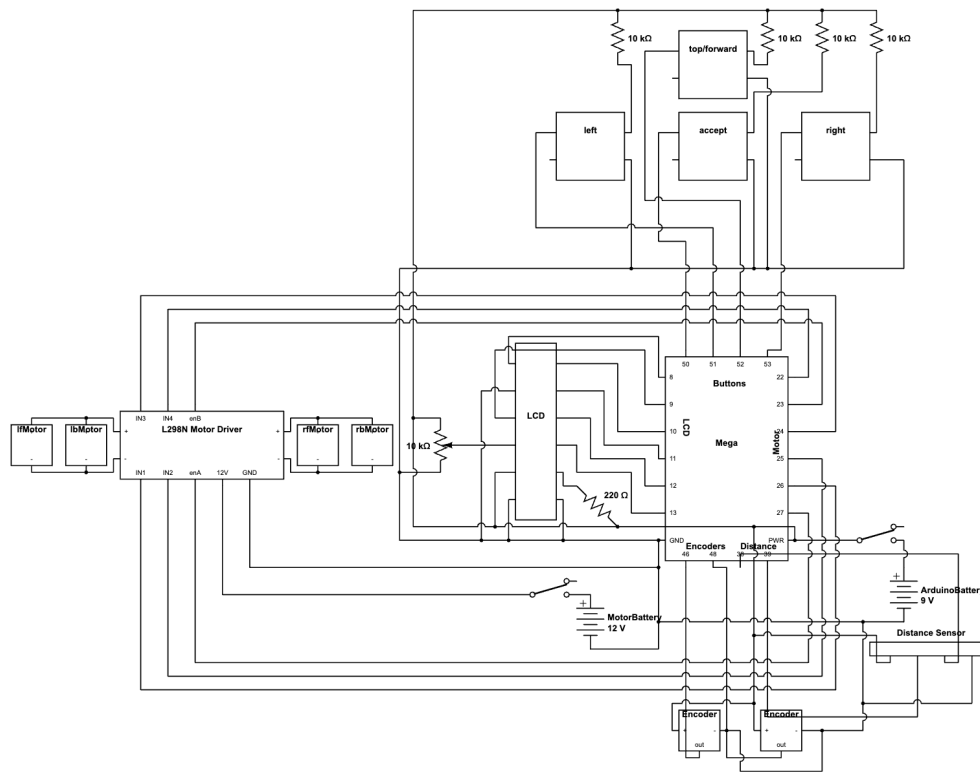 10 kΩ
10 kΩ
10 kΩ
10 kΩ
top/forward
left
accept
right
50
51
52
53
Buttons
8
9
10
11
12
13
LCD
Mega
Motor
22
23
24
25
26
27
GND
PWR
Encoders
Distance
46
48
38
39
LCD
10 kΩ
220 Ω
IN3
IN4
enB
L298N Motor Driver
+
-
+
-
IN1
IN2
enA
12V
GND
lfMotor
-
lbMotor
-
rfMotor
-
rbMotor
-
+
MotorBattery
12 V
+
ArduinoBatter
9 V
Distance Sensor
Encoder
+
-
out
Encoder
+
-
out